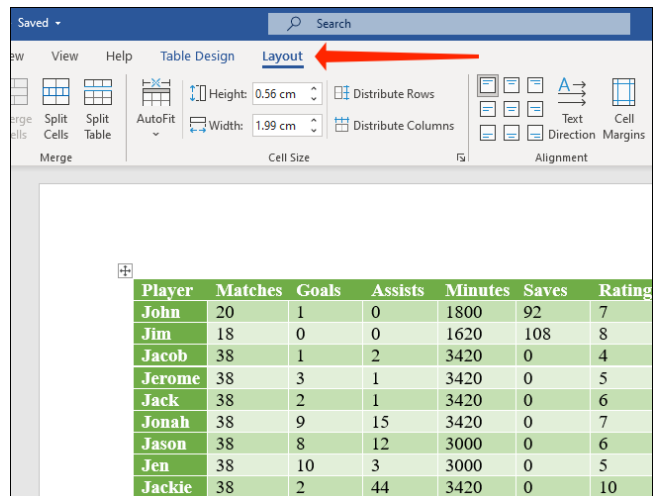 Saved
Search
ew View Help Table Design Layout
Height: 0.56 cm Distribute Rows
Width: 1.99 cm Distribute Columns
erge Split Split AutoFit Text Cell
ells Cells Table Direction Margins
Merge Cell Size Alignment
Player Matches Goals Assists Minutes Saves Rating
John 20 1 0 1800 92 7
Jim 18 0 0 1620 108 8
Jacob 38 1 2 3420 0 4
Jerome 38 3 1 3420 0 5
Jack 38 2 1 3420 0 6
Jonah 38 9 15 3420 0 7
Jason 38 8 12 3000 0 6
Jen 38 10 3 3000 0 5
Jackie 38 2 44 3420 0 10